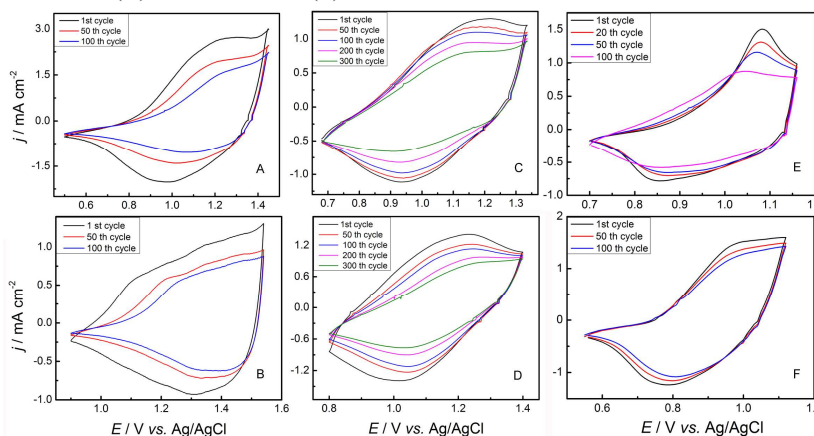 1st cycle
50 th cycle
100 th cycle
3.0
1.5
0.0
-1.5
j / mA cm-2
A
0.6 0.8 1.0 1.2 1.4
1st cycle
50 th cycle
100 th cycle
200 th cycle
300 th cycle
1.5
1.0
0.5
0.0
-0.5
-1.0
-1.5
C
0.7 0.8 0.9 1.0 1.1 1.2 1.3
1st cycle
20 th cycle
50 th cycle
100 th cycle
1.5
1.0
0.5
0.0
-0.5
-1.0
E
0.7 0.8 0.9 1.0 1.1
1 st cycle
50 th cycle
100 th cycle
1.0
0.5
0.0
-0.5
-1.0
j / mA cm-2
B
1.0 1.2 1.4 1.6
E / V vs. Ag/AgCl
1st cycle
50 th cycle
100 th cycle
200 th cycle
300 th cycle
1.2
0.6
0.0
-0.6
-1.2
D
0.8 1.0 1.2 1.4
E / V vs. Ag/AgCl
1st cycle
50 th cycle
100 th cycle
2
1
0
-1
F
0.6 0.8 1.0
E / V vs. Ag/AgCl